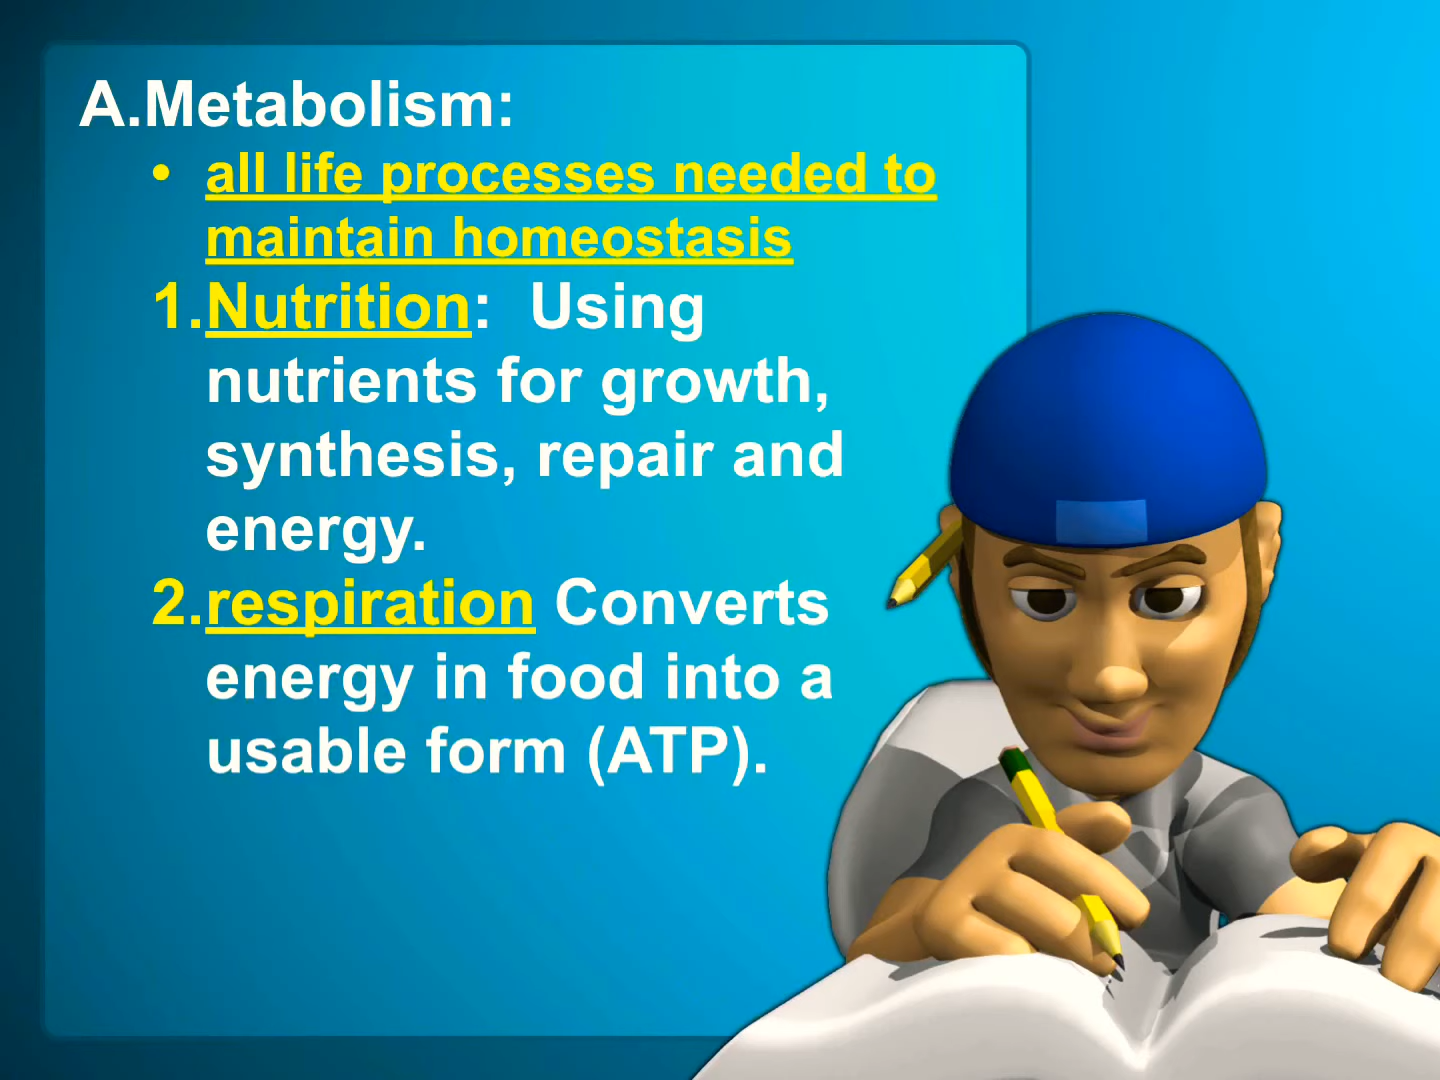 A.Metabolism:
• all life processes needed to
maintain homeostasis
1.Nutrition:  Using
nutrients for growth,
synthesis, repair and
energy.
2.respiration Converts
energy in food into a
usable form (ATP).